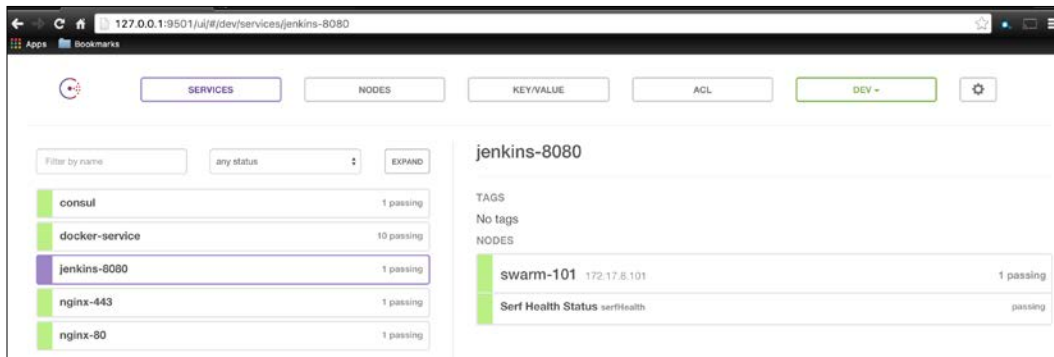 127.0.0.1:9501/ui/#/dev/services/jenkins-8080
Apps Bookmarks
SERVICES NODES KEY/VALUE ACL DEV
Filter by name any status EXPAND
consul 1 passing
docker-service 10 passing
jenkins-8080 1 passing
nginx-443 1 passing
nginx-80 1 passing
jenkins-8080
TAGS
No tags
NODES
swarm-101 172.17.8.101 1 passing
Serf Health Status serfHealth passing